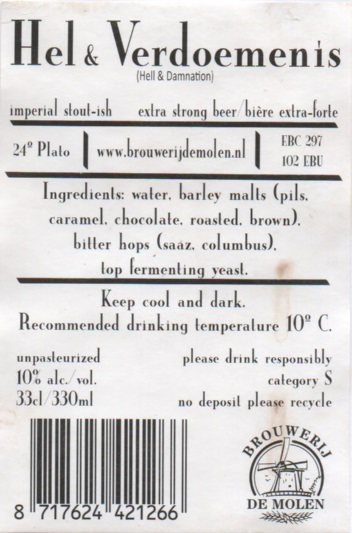 Hel & Verdoemenis
(Hell & Damnation)
imperial stout-ish extra strong beer/bière extra-forte
24º Plato www.brouwerijdemolen.nl EBC 297
102 EBU
Ingredients: water, barley malts (pils,
caramel, chocolate, roasted, brown),
bitter hops (saaz, columbus),
top fermenting yeast.
Keep cool and dark.
Recommended drinking temperature 10º C.
unpasteurized please drink responsibly
10% alc./vol. category S
33cl/330ml no deposit please recycle
BROUWERIJ
DE MOLEN
8 717624 421266